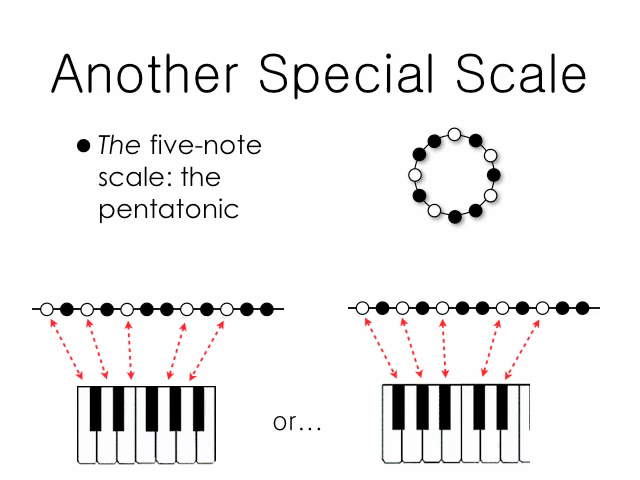 Another Special Scale
● The five-note
scale: the
pentatonic
or...